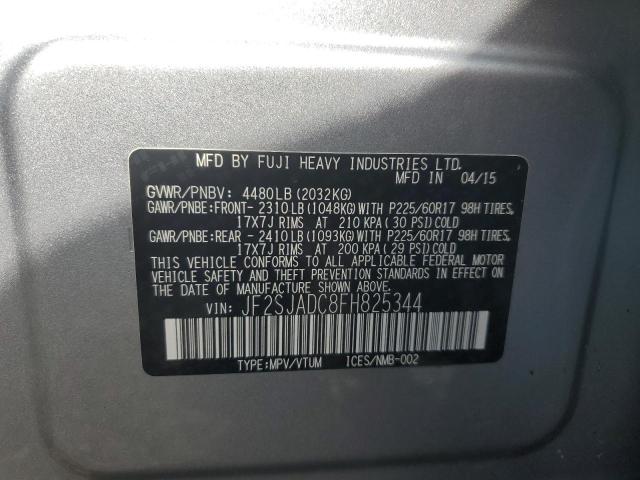 MFD BY FUJI HEAVY INDUSTRIES LTD.
MFD IN 04/15
GVWR/PNBV: 4480LB(2032KG)
GAWR/PNBE:FRONT-2310LB(1048KG)WITH P225/60R17 98H TIRES,
17X7J RIMS AT 210 KPA (30 PSI)COLD
GAWR/PNBE:REAR -2410LB(1093KG)WITH P225/60R17 98H TIRES,
17X7J RIMS AT 200 KPA (29 PSI)COLD
THIS VEHICLE CONFORMS TO ALL APPLICABLE FEDERAL MOTOR
VEHICLE SAFETY AND THEFT PREVENTION STANDARDS IN EFFECT
ON THE DATE OF MANUFACTURE SHOWN ABOVE.
VIN: JF2SJADC8FH825344
TYPE:MPV/VTUM ICES/NMB-002